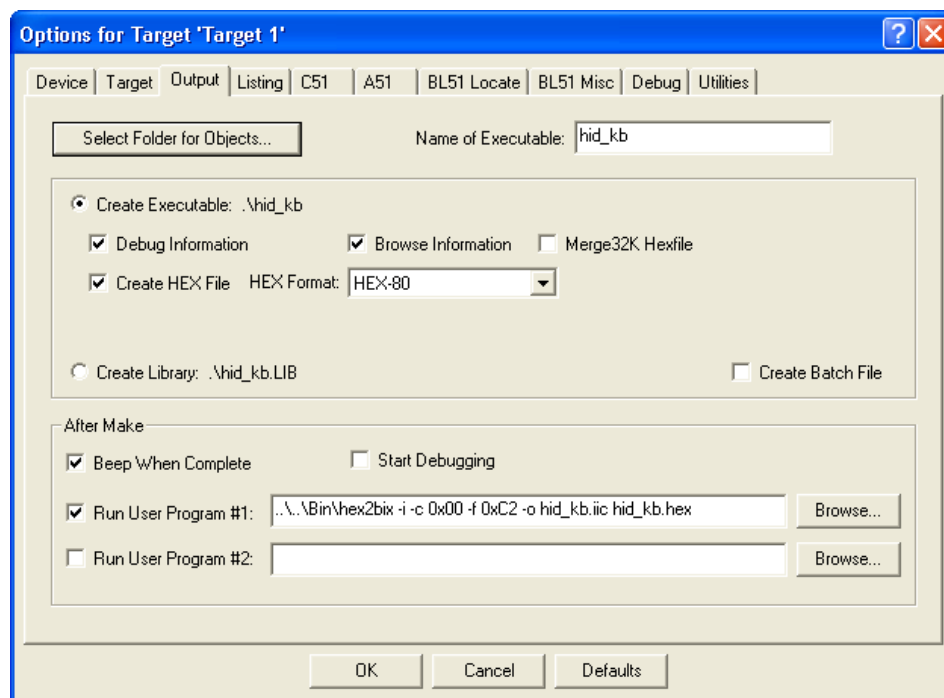 Options for Target 'Target 1'
Device Target Output Listing C51 A51 BL51 Locate BL51 Misc Debug Utilities
Select Folder for Objects... Name of Executable: hid_kb
Create Executable: .\hid_kb
Debug Information Browse Information Merge32K Hexfile
Create HEX File HEX Format: HEX-80
Create Library: .\hid_kb.LIB Create Batch File
After Make
Beep When Complete Start Debugging
Run User Program #1: ..\..\Bin\hex2bix -i -c 0x00 -f 0xC2 -o hid_kb.iic hid_kb.hex Browse...
Run User Program #2: Browse...
OK Cancel Defaults